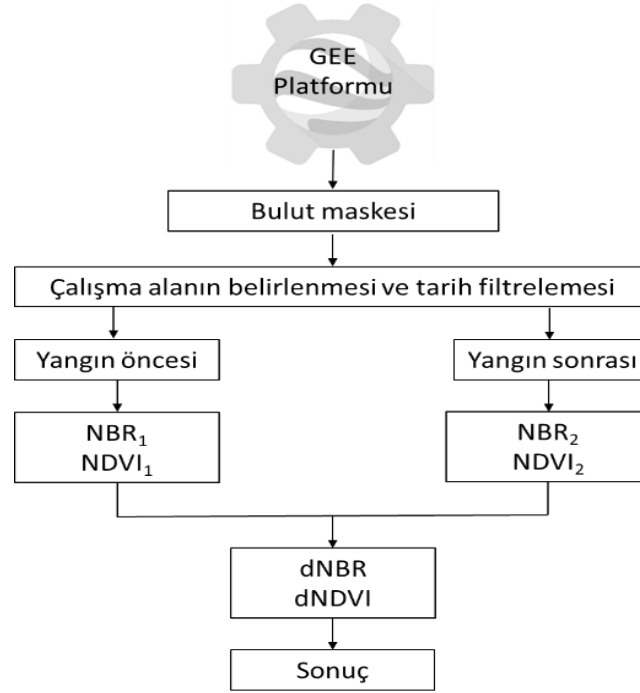 GEE
Platformu
Bulut maskesi
Çalışma alanın belirlenmesi ve tarih filtrelemesi
Yangın öncesi
Yangın sonrası
NBR₁
NDVI₁
NBR₂
NDVI₂
dNBR
dNDVI
Sonuç